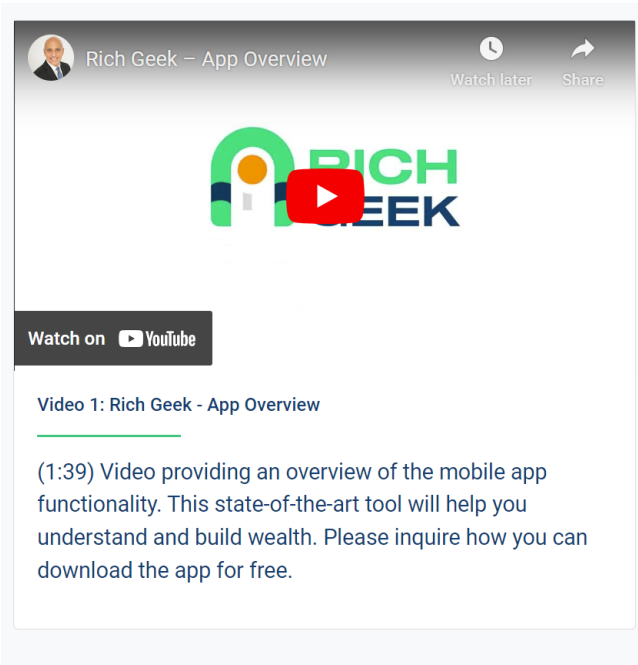 Rich Geek – App Overview
Watch later
Share
RICH
GEEK
Watch on YouTube
Video 1: Rich Geek - App Overview
(1:39) Video providing an overview of the mobile app
functionality. This state-of-the-art tool will help you
understand and build wealth. Please inquire how you can
download the app for free.